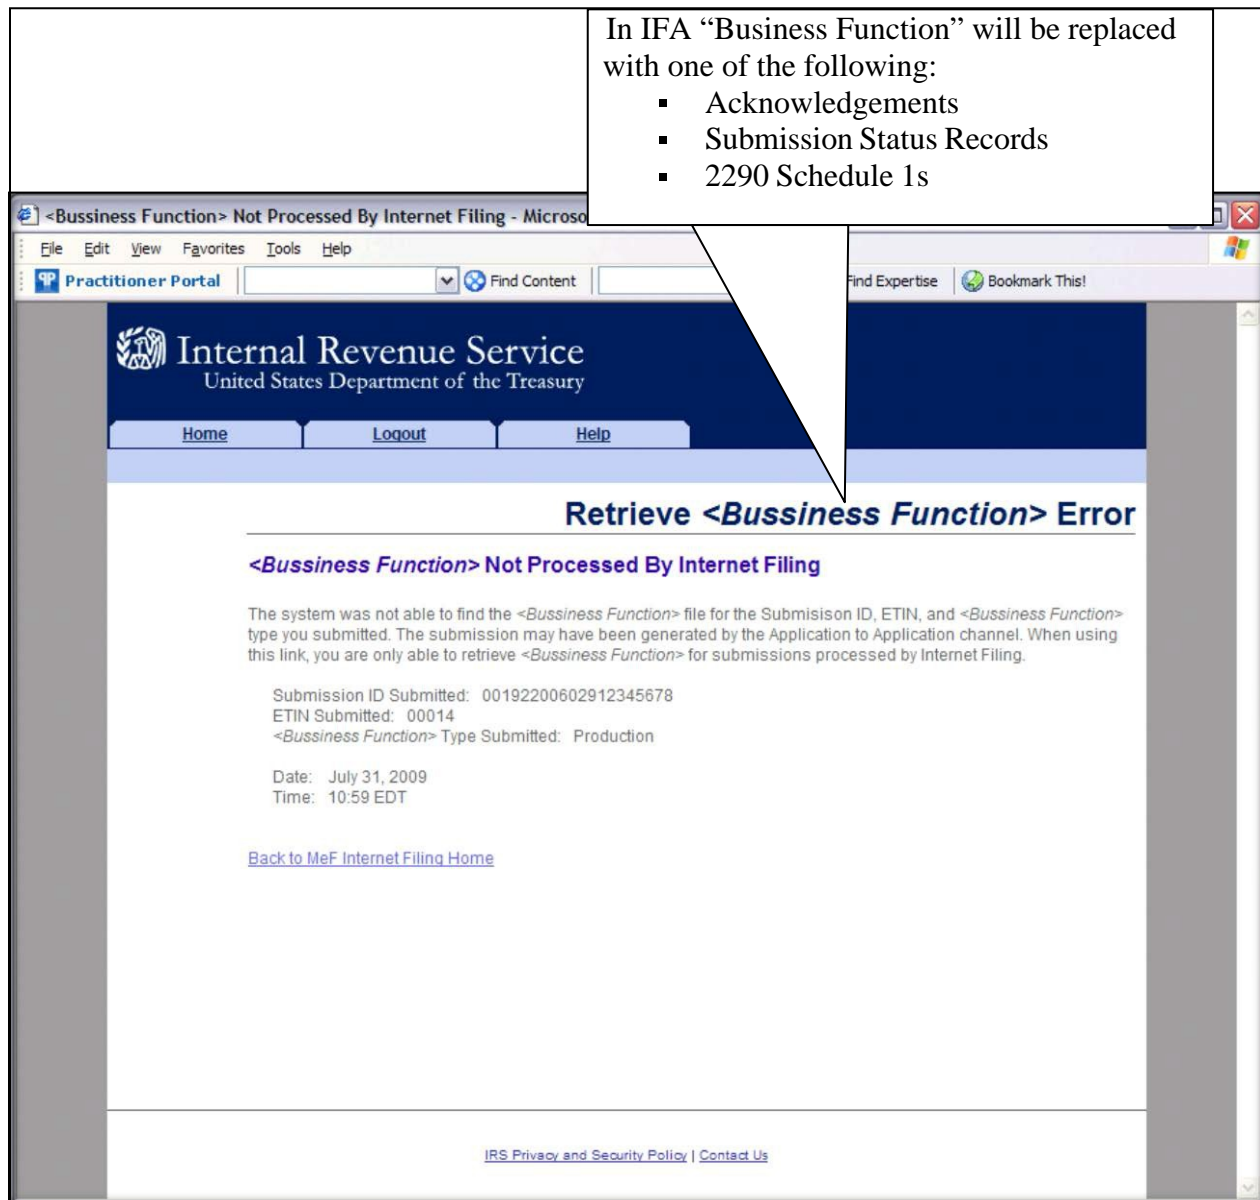 In IFA “Business Function” will be replaced
with one of the following:
▪ Acknowledgements
▪ Submission Status Records
▪ 2290 Schedule 1s
<Bussiness Function> Not Processed By Internet Filing - Microso
File Edit View Favorites Tools Help
Practitioner Portal Find Content Find Expertise Bookmark This!
Internal Revenue Service
United States Department of the Treasury
Home Logout Help
Retrieve <Bussiness Function> Error
<Bussiness Function> Not Processed By Internet Filing
The system was not able to find the <Bussiness Function> file for the Submisison ID, ETIN, and <Bussiness Function>
type you submitted. The submission may have been generated by the Application to Application channel. When using
this link, you are only able to retrieve <Bussiness Function> for submissions processed by Internet Filing.
Submission ID Submitted: 00192200602912345678
ETIN Submitted: 00014
<Bussiness Function> Type Submitted: Production
Date: July 31, 2009
Time: 10:59 EDT
Back to MeF Internet Filing Home
IRS Privacy and Security Policy | Contact Us